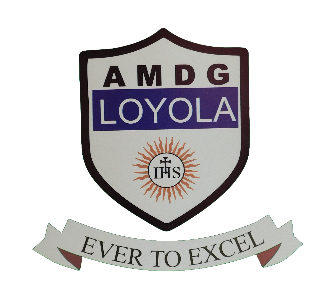 AMDG
LOYOLA
IHS
EVER TO EXCEL